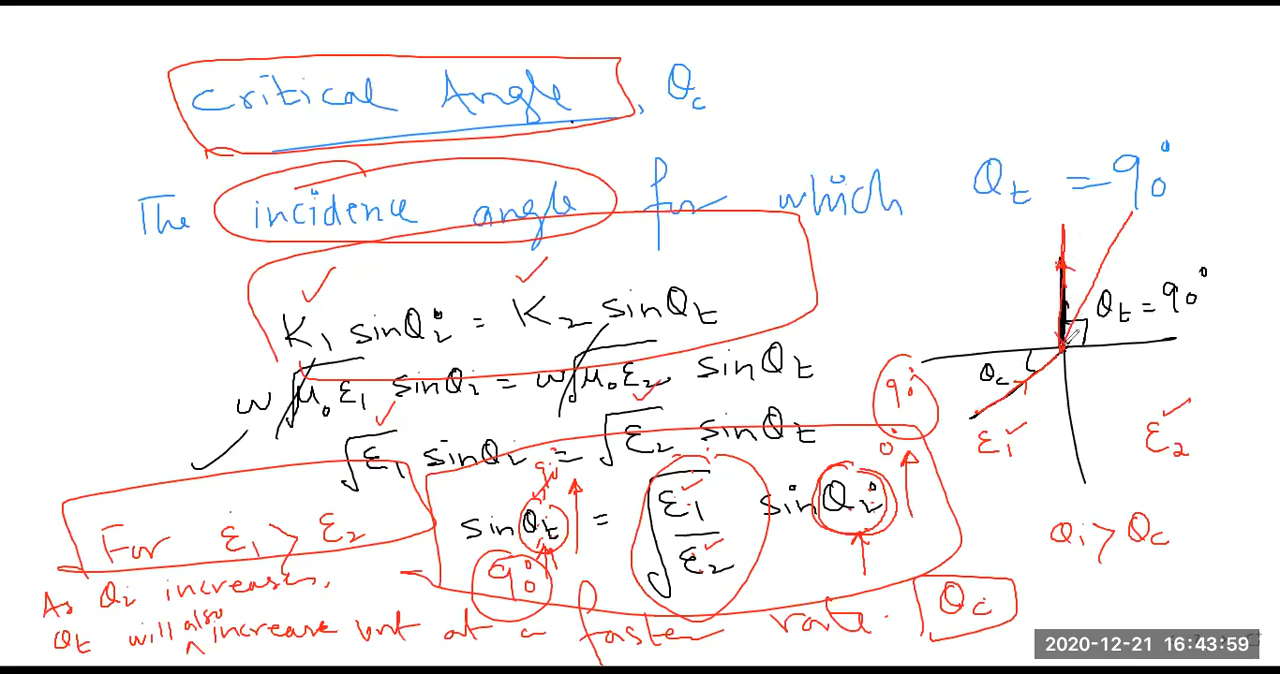 Critical Angle, θc
The incidence angle for which θt = 90°
K1 sinθi = K2 sinθt
θt = 90°
ω√μ0ε1 sinθi = ω√μ0ε2 sinθt
θc
90°
√ε1 sinθi = √ε2 sinθt
ε1
ε2
0°
90°
sinθt = √(ε1/ε2) sinθi
For ε1 > ε2
θi > θc
90°
As θi increases,
θt will also increase but at a faster rate.
θc
2020-12-21 16:43:59